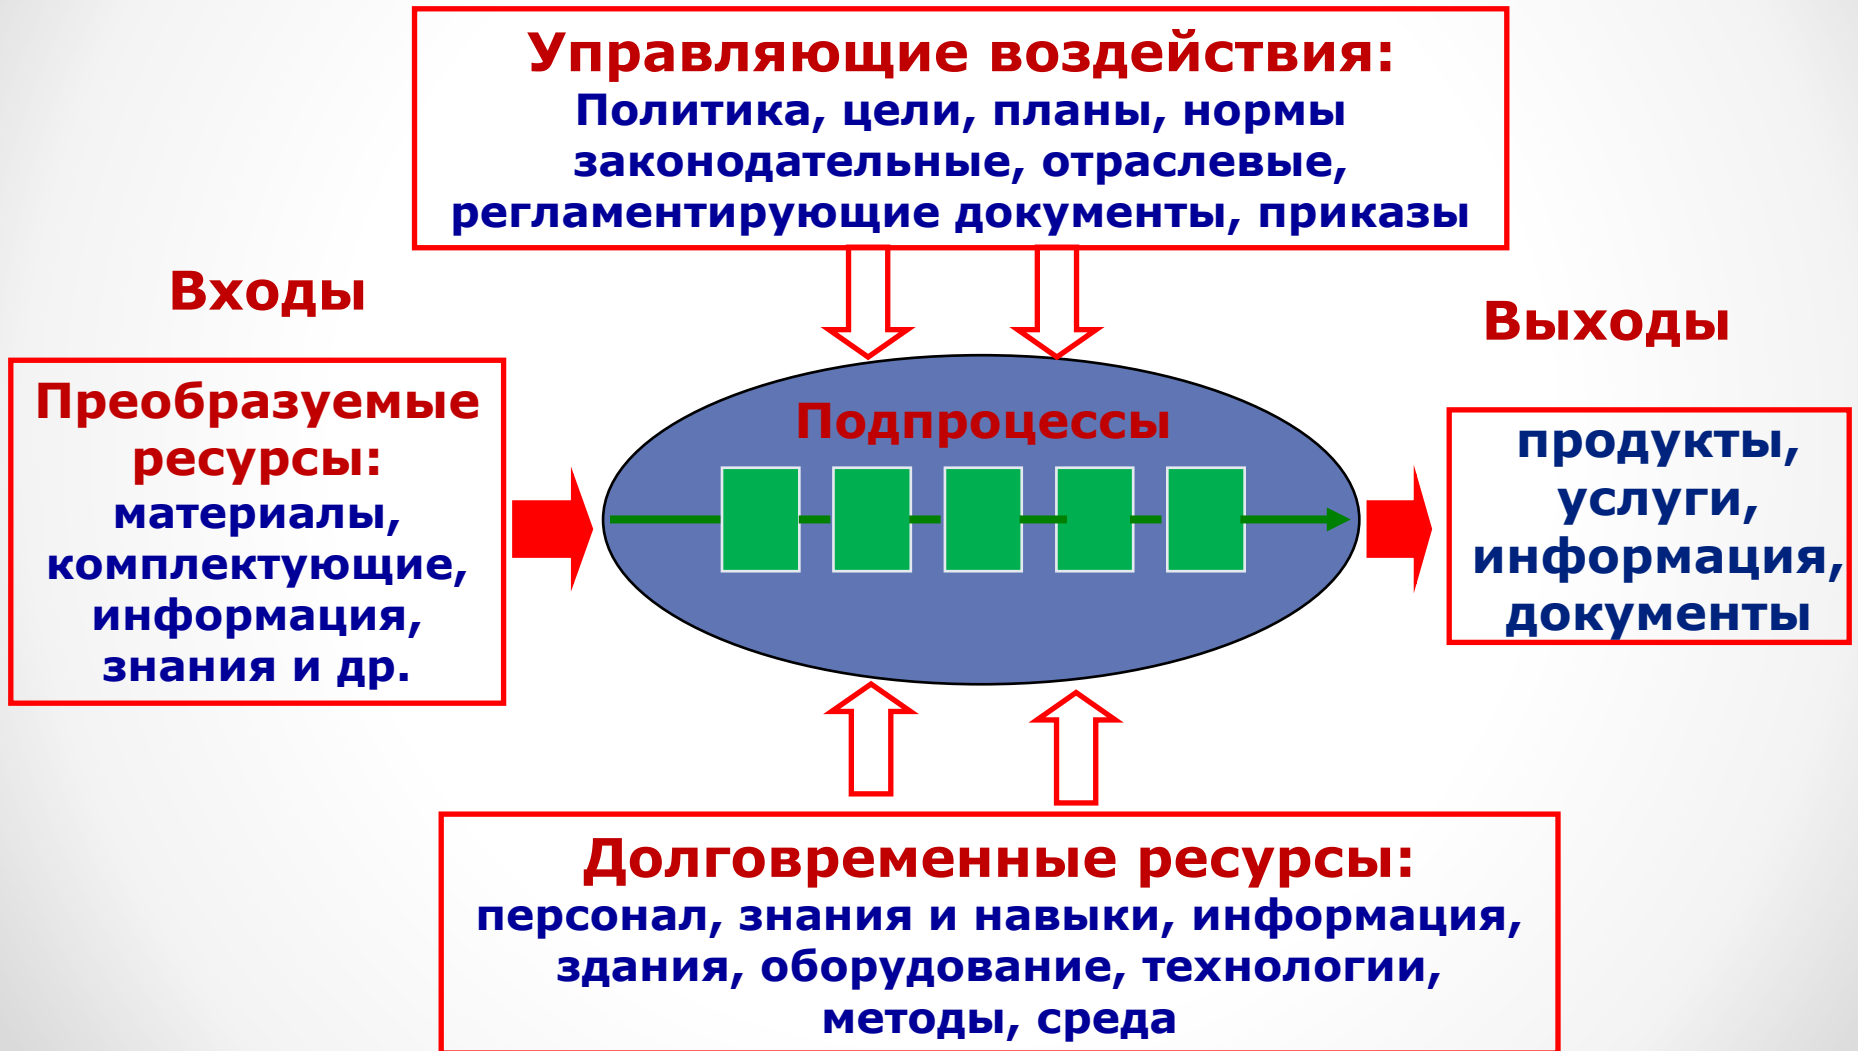 Управляющие воздействия:
Политика, цели, планы, нормы
законодательные, отраслевые,
регламентирующие документы, приказы
Входы
Выходы
Преобразуемые
ресурсы:
материалы,
комплектующие,
информация,
знания и др.
Подпроцессы
продукты,
услуги,
информация,
документы
Долговременные ресурсы:
персонал, знания и навыки, информация,
здания, оборудование, технологии,
методы, среда